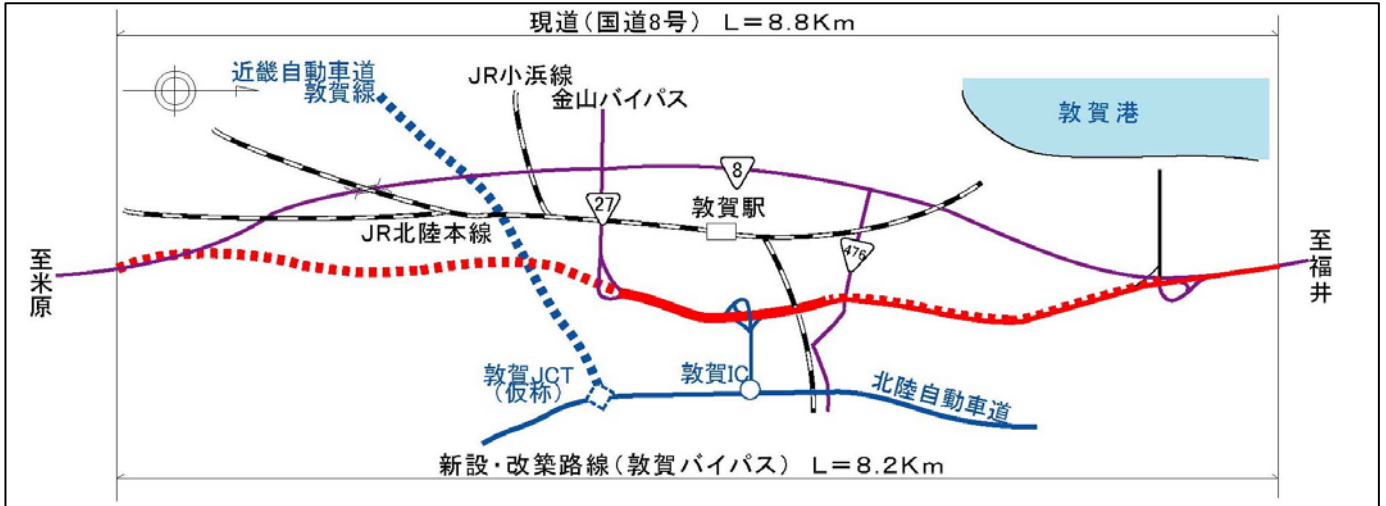 現道(国道8号) L=8.8Km
近畿自動車道
敦賀線
JR小浜線
金山バイパス
敦賀港
8
27
敦賀駅
JR北陸本線
476
至米原
至福井
敦賀JCT
(仮称)
敦賀IC
北陸自動車道
新設・改築路線(敦賀バイパス) L=8.2Km